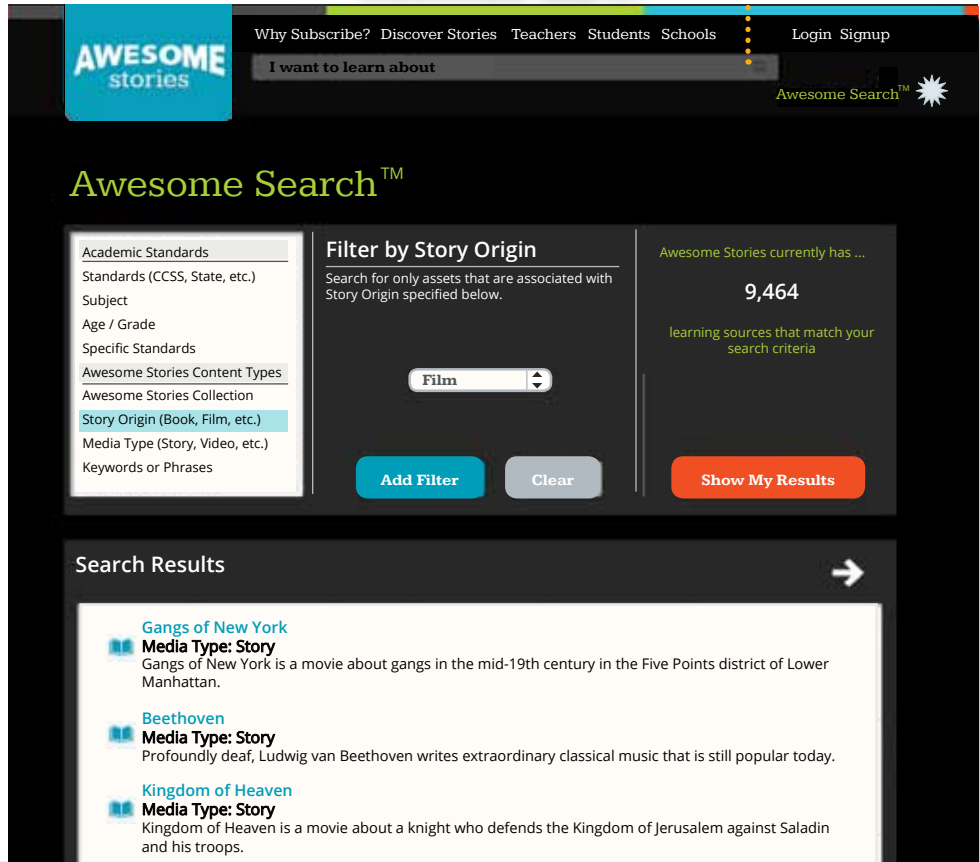 AWESOME
stories
Why Subscribe? Discover Stories Teachers Students Schools Login Signup
I want to learn about
Awesome Search™
Awesome Search™
Academic Standards
Standards (CCSS, State, etc.)
Subject
Age / Grade
Specific Standards
Awesome Stories Content Types
Awesome Stories Collection
Story Origin (Book, Film, etc.)
Media Type (Story, Video, etc.)
Keywords or Phrases
Filter by Story Origin
Search for only assets that are associated with
Story Origin specified below.
Film
Add Filter
Clear
Awesome Stories currently has ...
9,464
learning sources that match your
search criteria
Show My Results
Search Results
Gangs of New York
Media Type: Story
Gangs of New York is a movie about gangs in the mid-19th century in the Five Points district of Lower
Manhattan.
Beethoven
Media Type: Story
Profoundly deaf, Ludwig van Beethoven writes extraordinary classical music that is still popular today.
Kingdom of Heaven
Media Type: Story
Kingdom of Heaven is a movie about a knight who defends the Kingdom of Jerusalem against Saladin
and his troops.